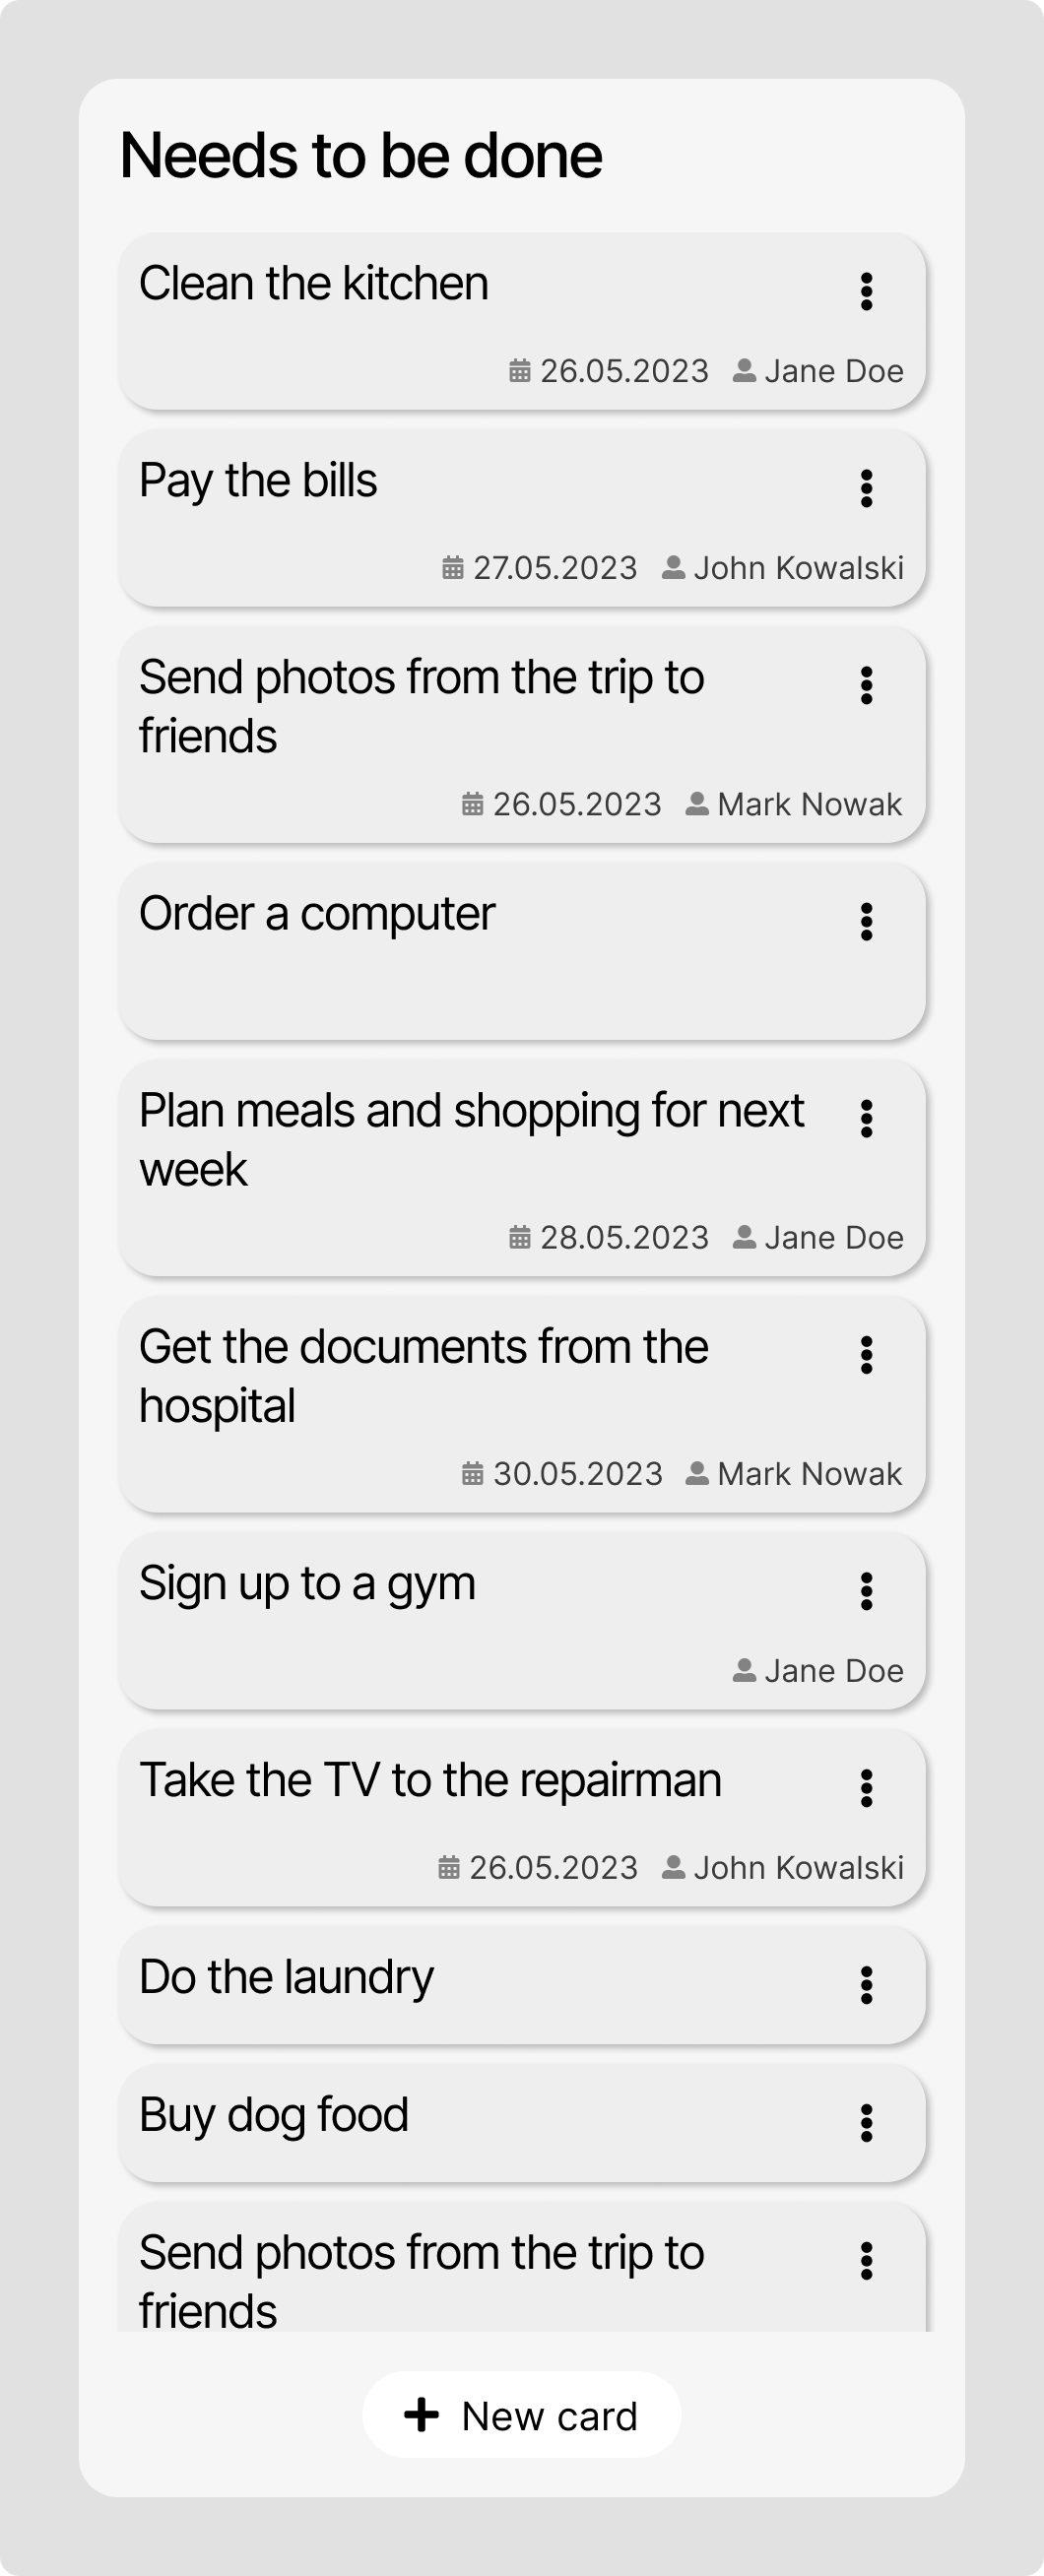 Needs to be done
Clean the kitchen
26.05.2023 Jane Doe
Pay the bills
27.05.2023 John Kowalski
Send photos from the trip to
friends
26.05.2023 Mark Nowak
Order a computer
Plan meals and shopping for next
week
28.05.2023 Jane Doe
Get the documents from the
hospital
30.05.2023 Mark Nowak
Sign up to a gym
Jane Doe
Take the TV to the repairman
26.05.2023 John Kowalski
Do the laundry
Buy dog food
Send photos from the trip to
friends
New card